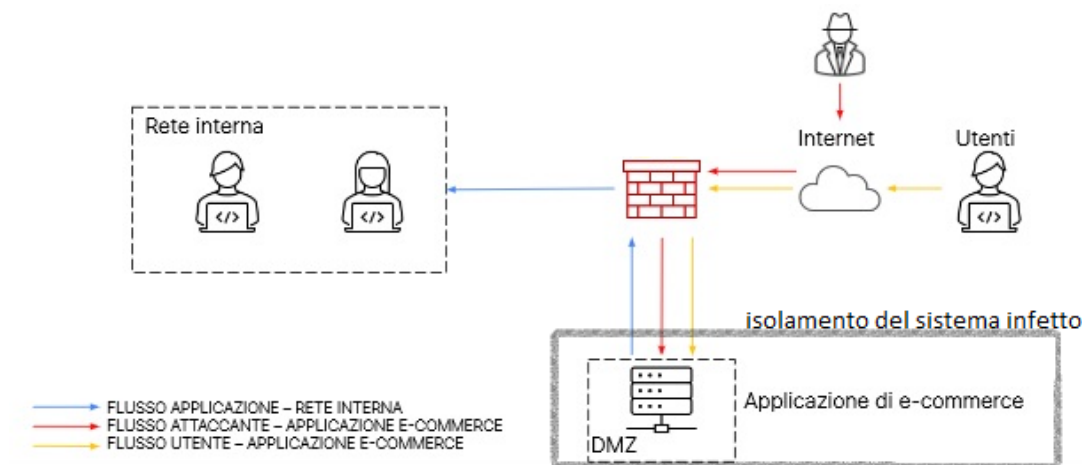 Rete interna
Internet
Utenti
isolamento del sistema infetto
Applicazione di e-commerce
DMZ
FLUSSO APPLICAZIONE – RETE INTERNA
FLUSSO ATTACCANTE – APPLICAZIONE E-COMMERCE
FLUSSO UTENTE – APPLICAZIONE E-COMMERCE